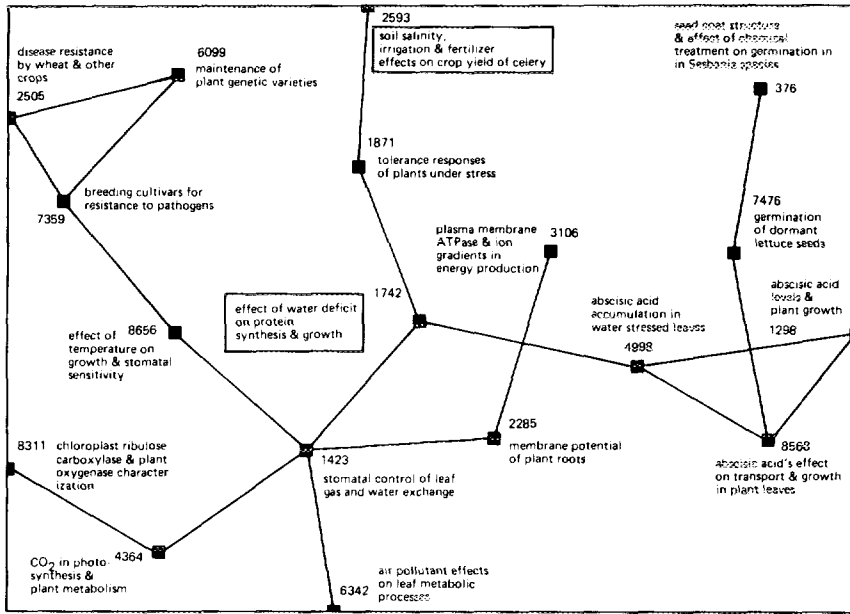 disease resistance
by wheat & other
crops
2505
6099
maintenance of
plant genetic varieties
breeding cultivars for
resistance to pathogens
7359
2593
soil salinity,
irrigation & fertilizer
effects on crop yield of celery
1871
tolerance responses
of plants under stress
seed coat structure
& effect of chemical
treatment on germination in
in Sesbania species
376
7476
germination
of dormant
lettuce seeds
plasma membrane
ATPase & ion
gradients in
energy production
3106
1742
effect of water deficit
on protein
synthesis & growth
abscisic acid
accumulation in
water stressed leaves
4998
abscisic acid
levels &
plant growth
1298
8656
effect of
temperature on
growth & stomatal
sensitivity
8311
chloroplast ribulose
carboxylase & plant
oxygenase character
ization
1423
stomatal control of leaf
gas and water exchange
2285
membrane potential
of plant roots
8563
abscisic acid's effect
on transport & growth
in plant leaves
4364
CO2 in photo-
synthesis &
plant metabolism
6342
air pollutant effects
on leaf metabolic
processes